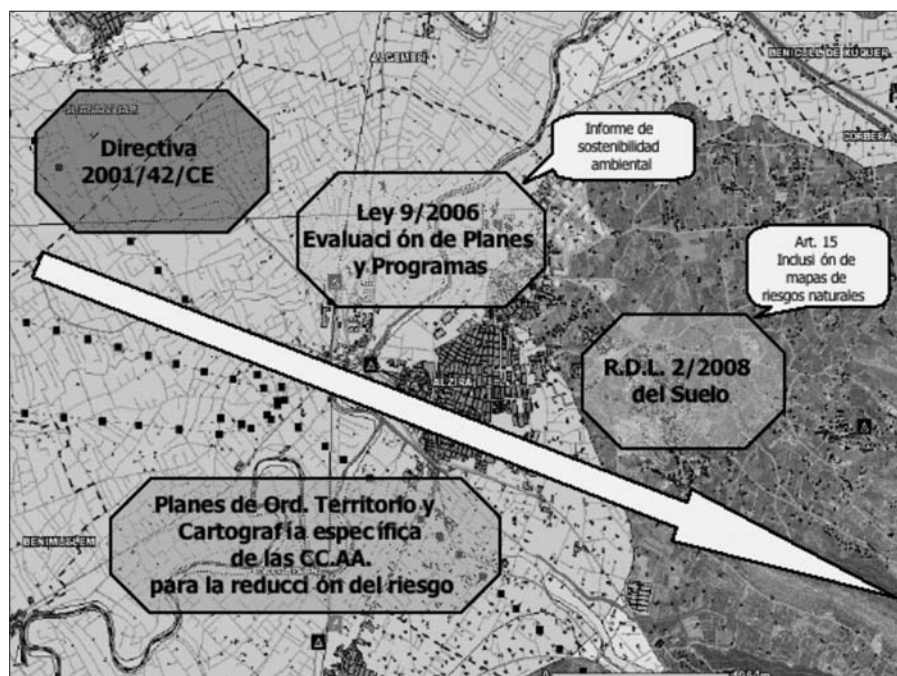 ALGEMESÍ
BENICULL DE XÚQUER
CORBERA
Directiva
2001/42/CE
Informe de
sostenibilidad
ambiental
Ley 9/2006
Evaluaci ón de Planes
y Programas
Art. 15
Inclusi ón de
mapas de
riesgos naturales
R.D.L. 2/2008
del Suelo
ALZIRA
Planes de Ord. Territorio y
Cartograf ía específica
de las CC.AA.
para la reducci ón del riesgo
BENIMUSLEM